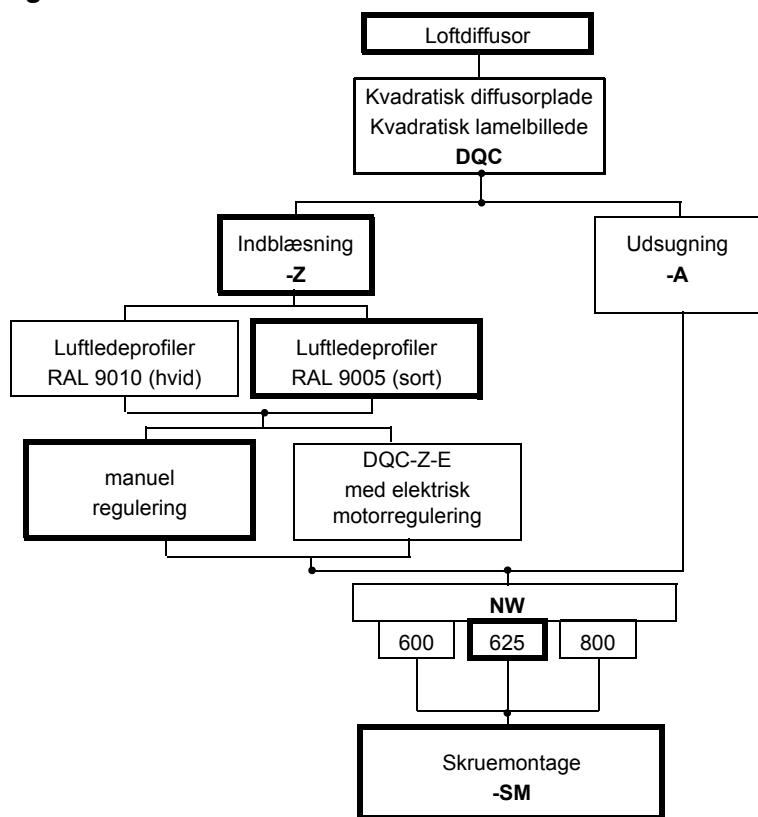 Loftdiffusor
Kvadratisk diffusorplade
Kvadratisk lamelbillede
DQC
Indblæsning
-Z
Udsugning
-A
Luftledeprofiler
RAL 9010 (hvid)
Luftledeprofiler
RAL 9005 (sort)
manuel
regulering
DQC-Z-E
med elektrisk
motorregulering
NW
600
625
800
Skruemontage
-SM